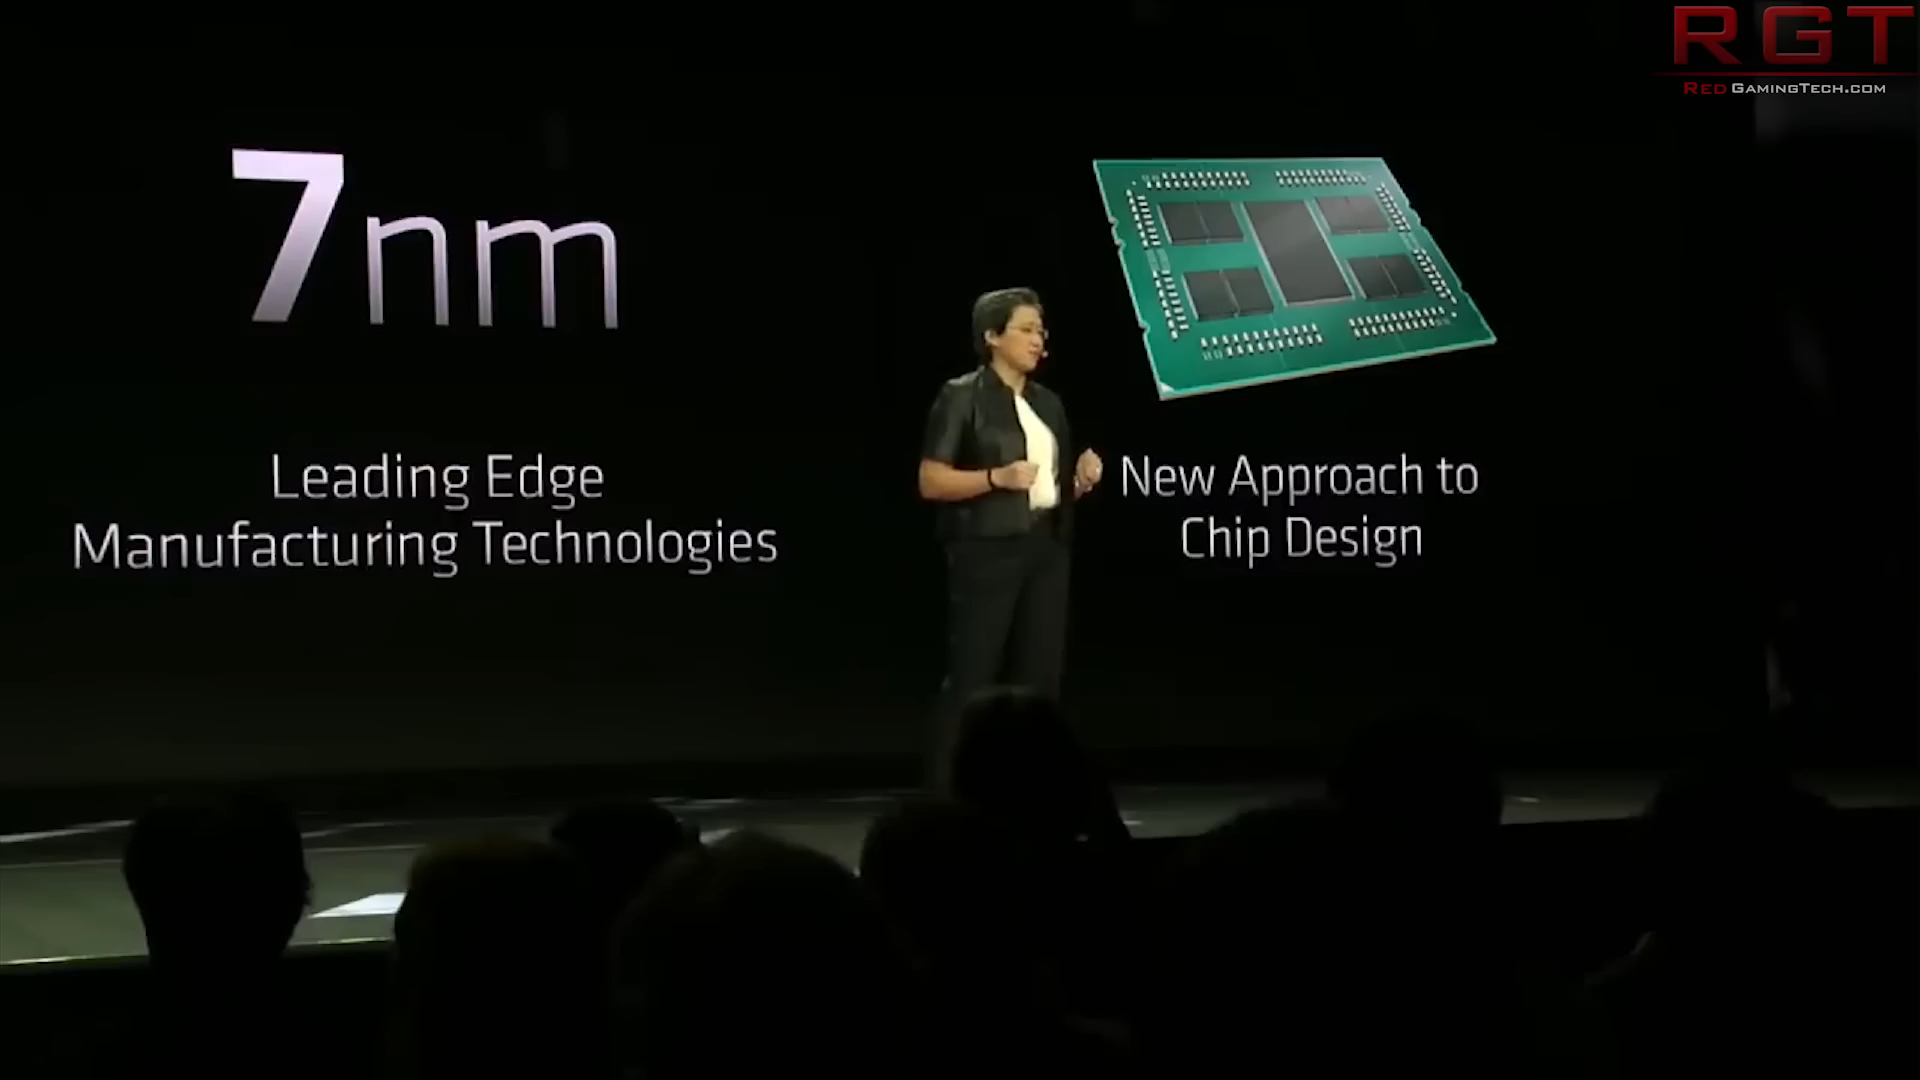 RGT
RED GAMINGTECH.COM
7nm
Leading Edge
Manufacturing Technologies
New Approach to
Chip Design